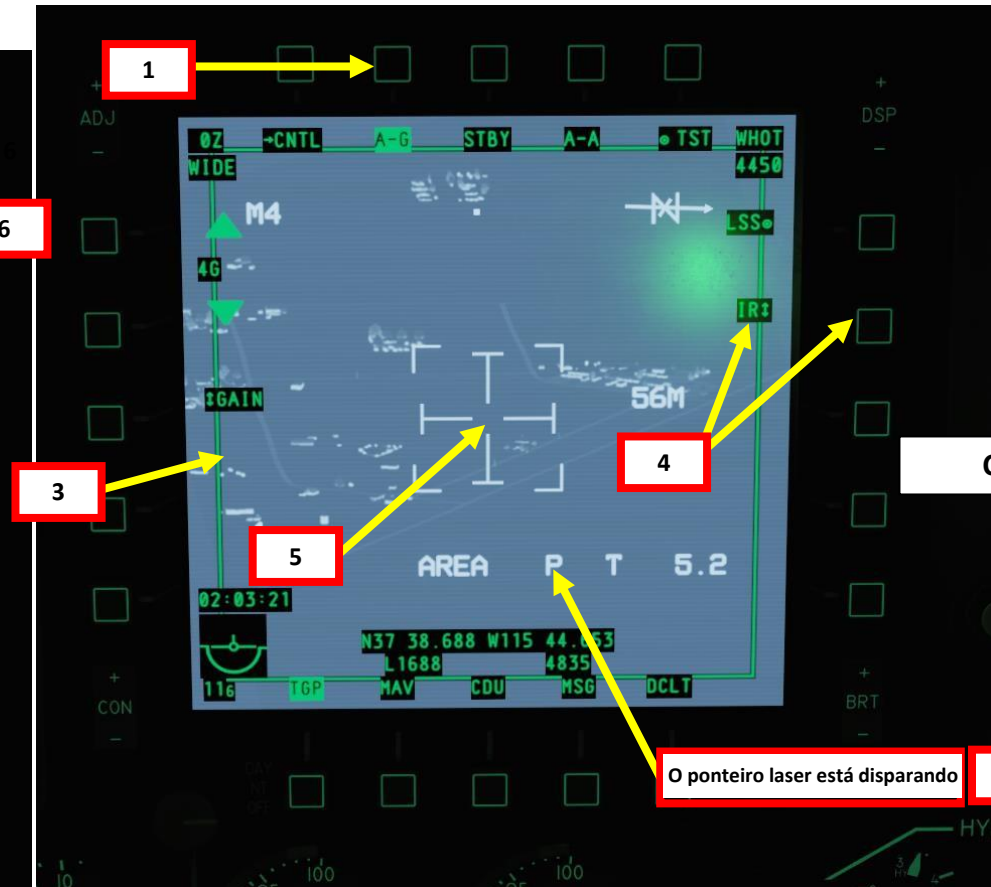 1
ADJ
DSP
0Z →CNTL A-G STBY A-A TST WHOT
WIDE
4450
M4
LSS
6
4G
IR↕
↕GAIN
56M
4
3
5
AREA P T 5.2
02:03:21
N37 38.688 W115
L1688 4835
116 TGP MAV CDU MSG DCLT
CON
BRT
O ponteiro laser está disparando
HY
10
100
100